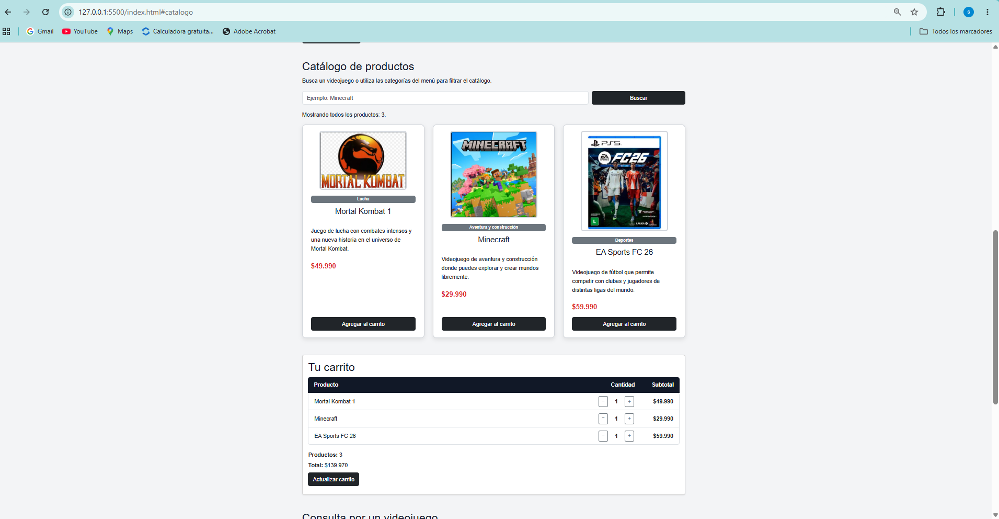 127.0.0.1:5500/index.html#catalogo
S
Gmail
YouTube
Maps
Calculadora gratuita...
Adobe Acrobat
Todos los marcadores
Catálogo de productos
Busca un videojuego o utiliza las categorías del menú para filtrar el catálogo.
Ejemplo: Minecraft
Buscar
Mostrando todos los productos: 3.
MORTAL KOMBAT
Lucha
Mortal Kombat 1
Juego de lucha con combates intensos y
una nueva historia en el universo de
Mortal Kombat.
$49.990
Agregar al carrito
MINECRAFT
Aventura y construcción
Minecraft
Videojuego de aventura y construcción
donde puedes explorar y crear mundos
libremente.
$29.990
Agregar al carrito
PS5
EA SPORTS FC 26
L
LALIGA
Deportes
EA Sports FC 26
Videojuego de fútbol que permite
competir con clubes y jugadores de
distintas ligas del mundo.
$59.990
Agregar al carrito
Tu carrito
Producto Cantidad Subtotal
Mortal Kombat 1 − 1 + $49.990
Minecraft − 1 + $29.990
EA Sports FC 26 − 1 + $59.990
Productos: 3
Total: $139.970
Actualizar carrito
Consulta por un videojuego